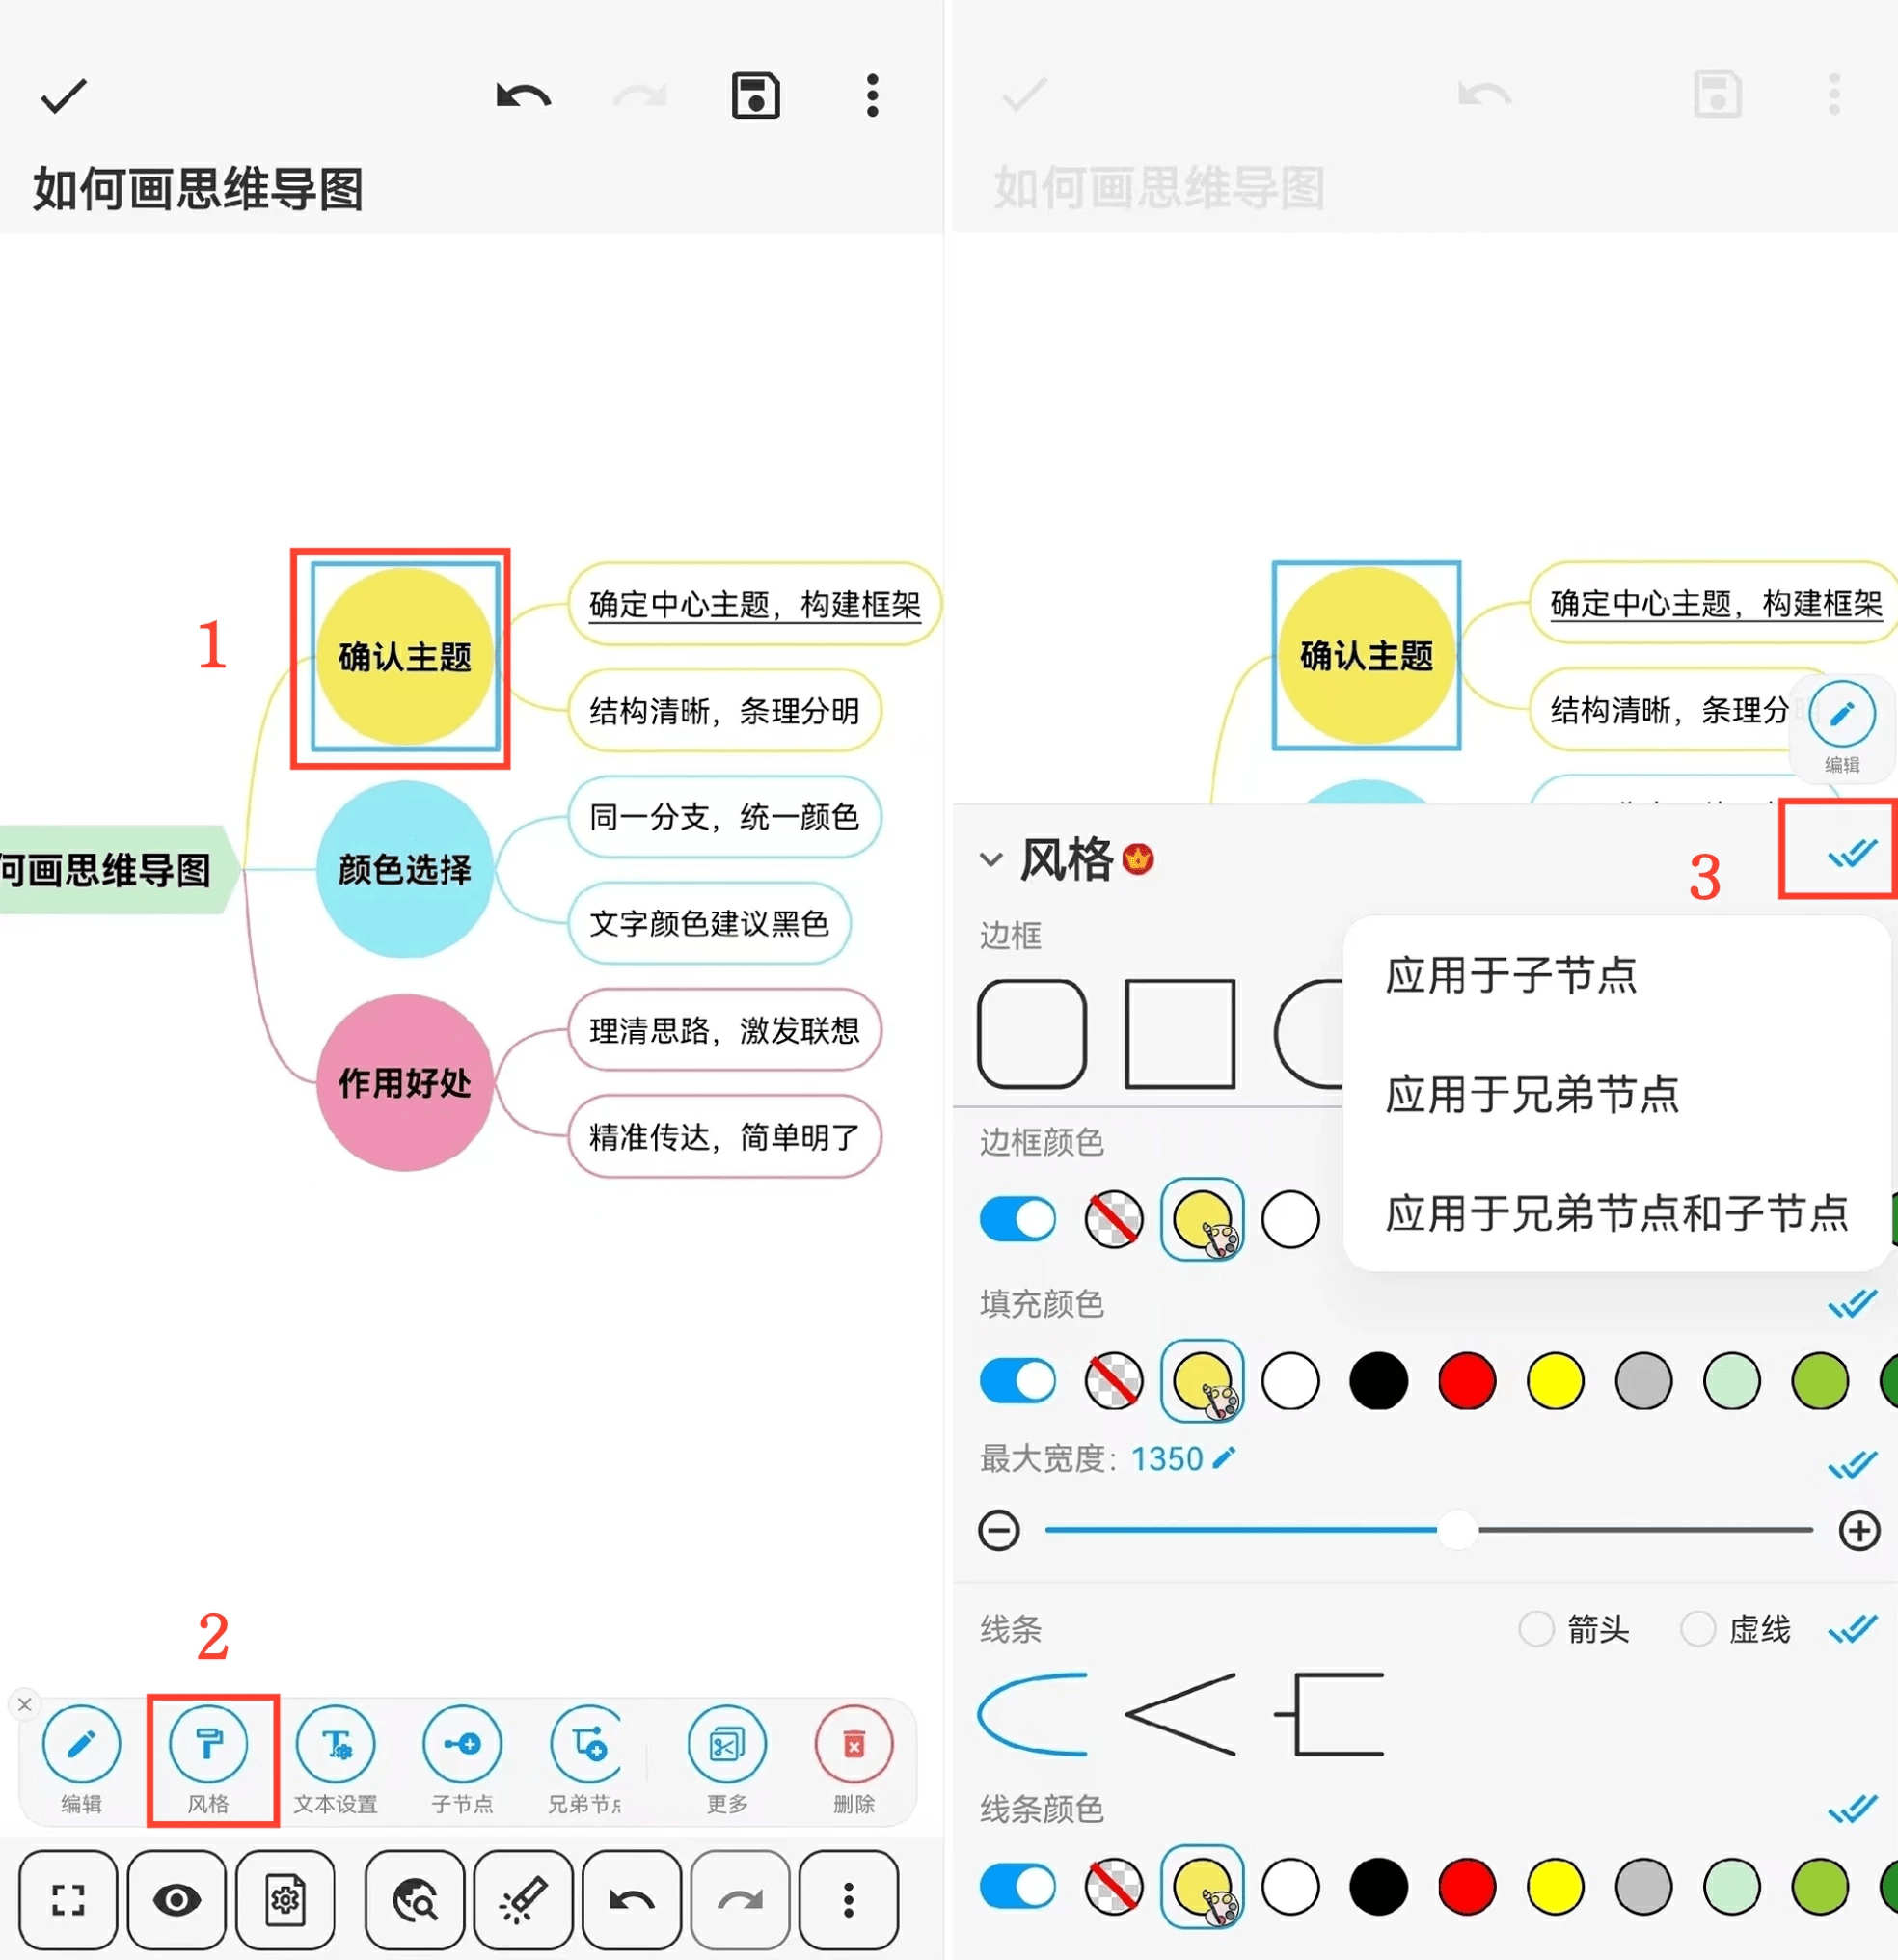 如何画思维导图
1
确认主题
确定中心主题，构建框架
结构清晰，条理分明
何画思维导图
颜色选择
同一分支，统一颜色
文字颜色建议黑色
作用好处
理清思路，激发联想
精准传达，简单明了
2
编辑
风格
文本设置
子节点
兄弟节
更多
删除
如何画思维导图
确认主题
确定中心主题，构建框架
结构清晰，条理分
编辑
风格
3
边框
应用于子节点
应用于兄弟节点
应用于兄弟节点和子节点
边框颜色
填充颜色
最大宽度：1350
线条
箭头
虚线
线条颜色